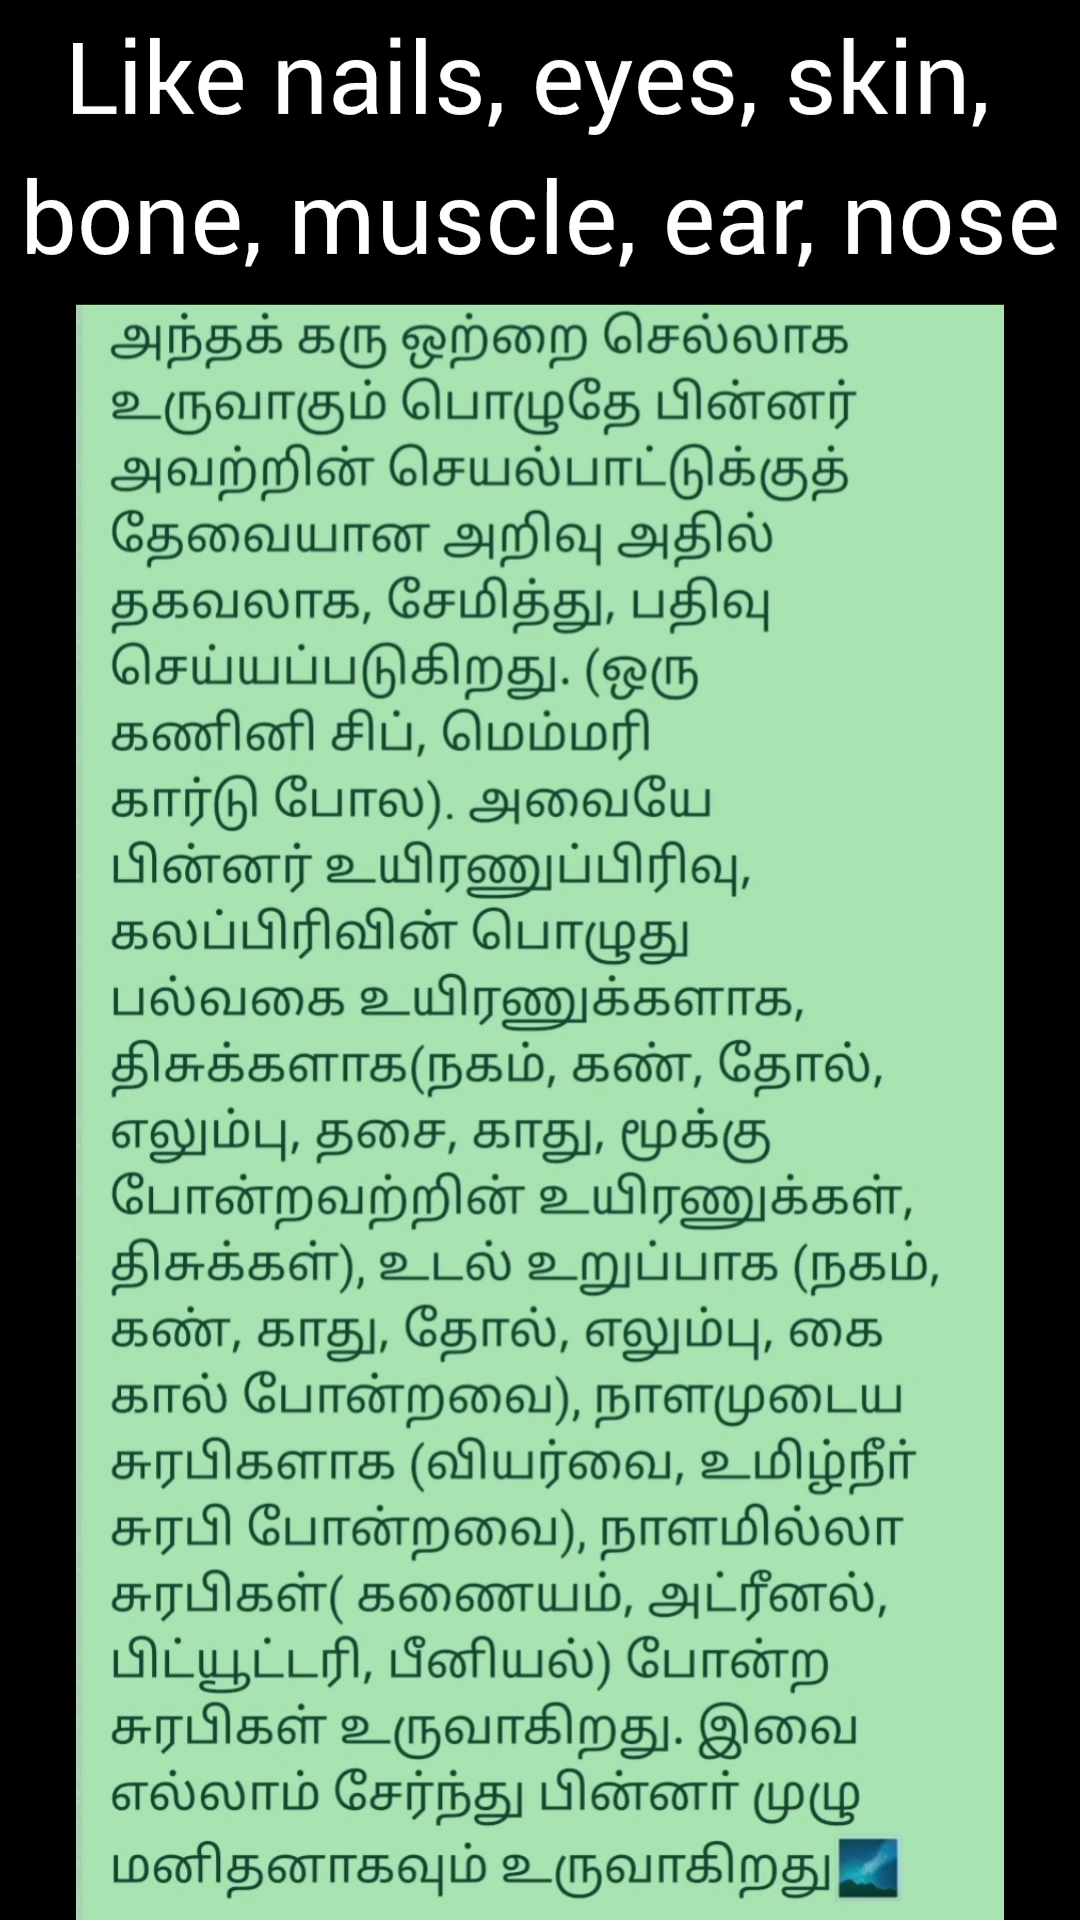 Like nails, eyes, skin,
bone, muscle, ear, nose
அந்தக் கரு ஒற்றை செல்லாக
உருவாகும் பொழுதே பின்னர்
அவற்றின் செயல்பாட்டுக்குத்
தேவையான அறிவு அதில்
தகவலாக, சேமித்து, பதிவு
செய்யப்படுகிறது. (ஒரு
கணினி சிப், மெம்மரி
கார்டு போல). அவையே
பின்னர் உயிரணுப்பிரிவு,
கலப்பிரிவின் பொழுது
பல்வகை உயிரணுக்களாக,
திசுக்களாக(நகம், கண், தோல்,
எலும்பு, தசை, காது, மூக்கு
போன்றவற்றின் உயிரணுக்கள்,
திசுக்கள்), உடல் உறுப்பாக (நகம்,
கண், காது, தோல், எலும்பு, கை
கால் போன்றவை), நாளமுடைய
சுரபிகளாக (வியர்வை, உமிழ்நீர்
சுரபி போன்றவை), நாளமில்லா
சுரபிகள்( கணையம், அட்ரீனல்,
பிட்யூட்டரி, பீனியல்) போன்ற
சுரபிகள் உருவாகிறது. இவை
எல்லாம் சேர்ந்து பின்னர் முழு
மனிதனாகவும் உருவாகிறது